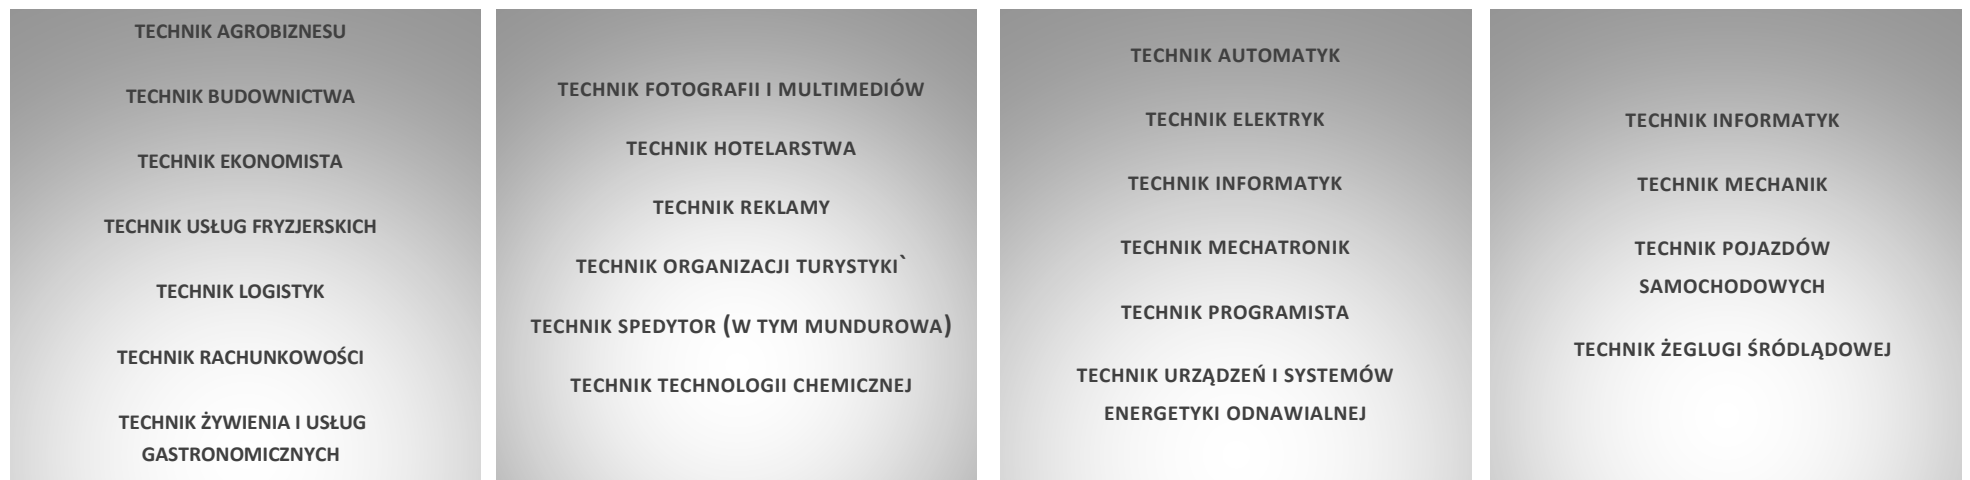 TECHNIK AGROBIZNESU
TECHNIK BUDOWNICTWA
TECHNIK EKONOMISTA
TECHNIK USŁUG FRYZJERSKICH
TECHNIK LOGISTYK
TECHNIK RACHUNKOWOŚCI
TECHNIK ŻYWIENIA I USŁUG
GASTRONOMICZNYCH
TECHNIK FOTOGRAFII I MULTIMEDIÓW
TECHNIK HOTELARSTWA
TECHNIK REKLAMY
TECHNIK ORGANIZACJI TURYSTYKI`
TECHNIK SPEDYTOR (W TYM MUNDUROWA)
TECHNIK TECHNOLOGII CHEMICZNEJ
TECHNIK AUTOMATYK
TECHNIK ELEKTRYK
TECHNIK INFORMATYK
TECHNIK MECHATRONIK
TECHNIK PROGRAMISTA
TECHNIK URZĄDZEŃ I SYSTEMÓW
ENERGETYKI ODNAWIALNEJ
TECHNIK INFORMATYK
TECHNIK MECHANIK
TECHNIK POJAZDÓW
SAMOCHODOWYCH
TECHNIK ŻEGLUGI ŚRÓDLĄDOWEJ